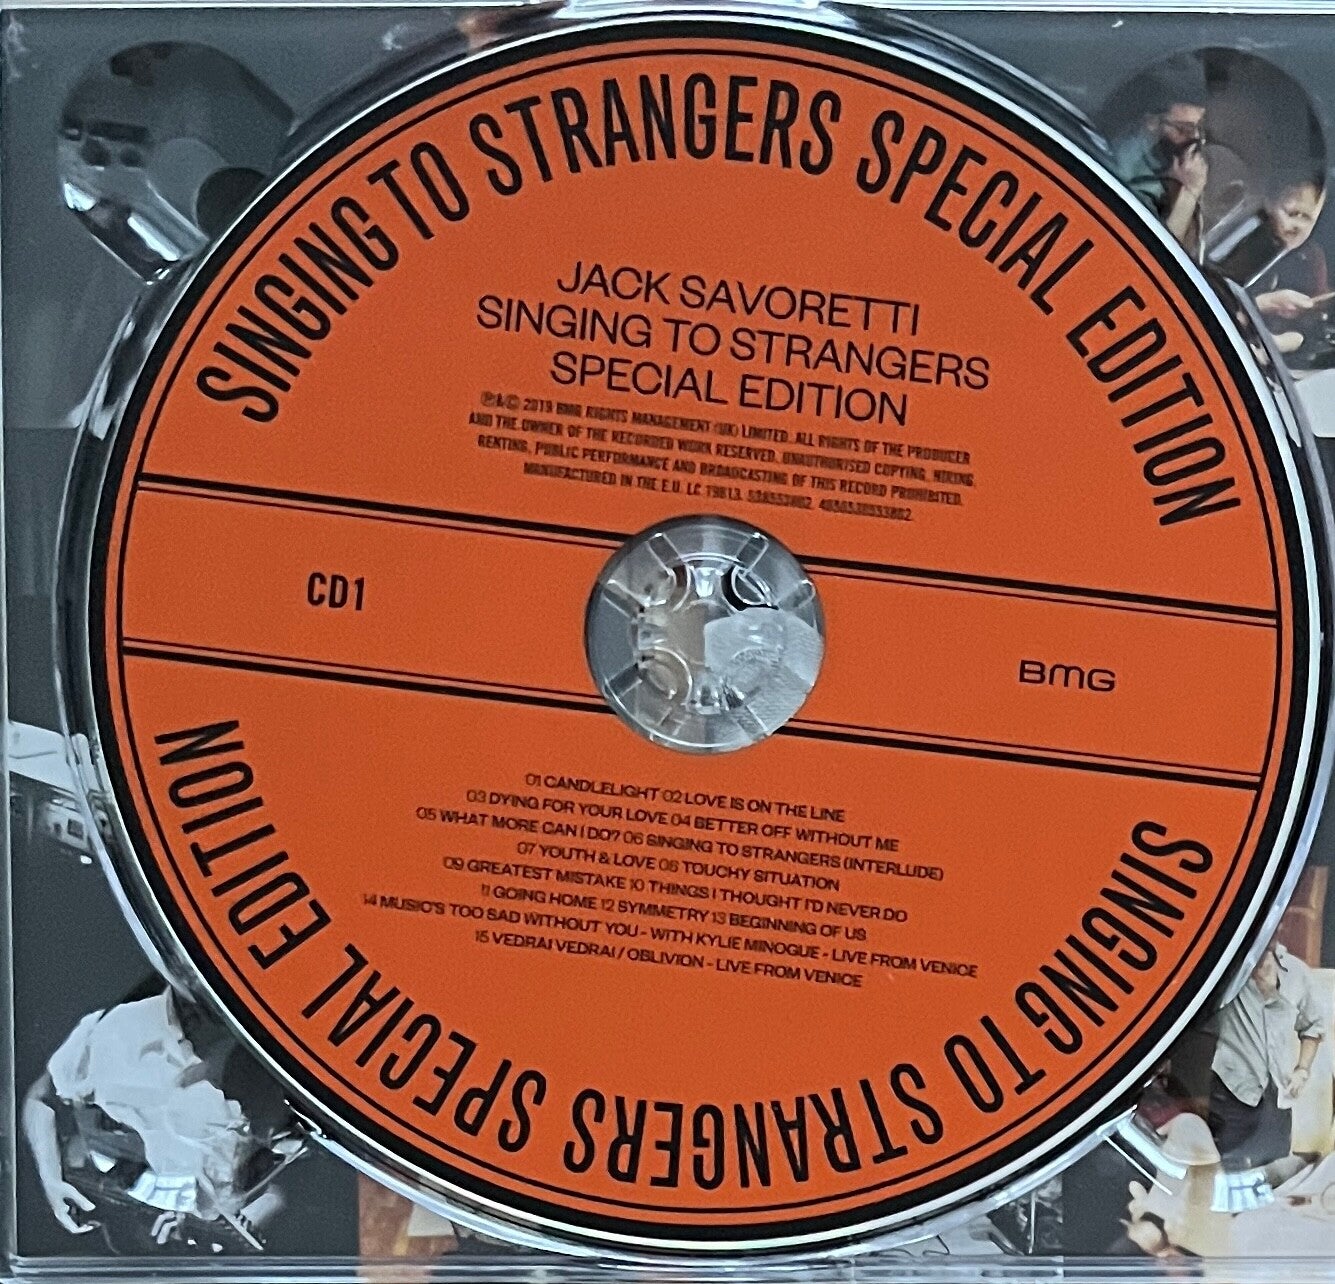 SINGING TO STRANGERS SPECIAL EDITION
JACK SAVORETTI
SINGING TO STRANGERS
SPECIAL EDITION
Ⓟ&© 2019 BMG RIGHTS MANAGEMENT (UK) LIMITED. ALL RIGHTS OF THE PRODUCER
AND THE OWNER OF THE RECORDED WORK RESERVED. UNAUTHORISED COPYING, HIRING,
RENTING, PUBLIC PERFORMANCE AND BROADCASTING OF THIS RECORD PROHIBITED.
MANUFACTURED IN THE E.U. LC 19813. 538553862. 4050538553862
CD1
BMG
01 CANDLELIGHT 02 LOVE IS ON THE LINE
03 DYING FOR YOUR LOVE 04 BETTER OFF WITHOUT ME
05 WHAT MORE CAN I DO? 06 SINGING TO STRANGERS (INTERLUDE)
07 YOUTH & LOVE 08 TOUCHY SITUATION
09 GREATEST MISTAKE 10 THINGS I THOUGHT I'D NEVER DO
11 GOING HOME 12 SYMMETRY 13 BEGINNING OF US
14 MUSIC'S TOO SAD WITHOUT YOU - WITH KYLIE MINOGUE - LIVE FROM VENICE
15 VEDRAI VEDRAI / OBLIVION - LIVE FROM VENICE
SINGING TO STRANGERS SPECIAL EDITION